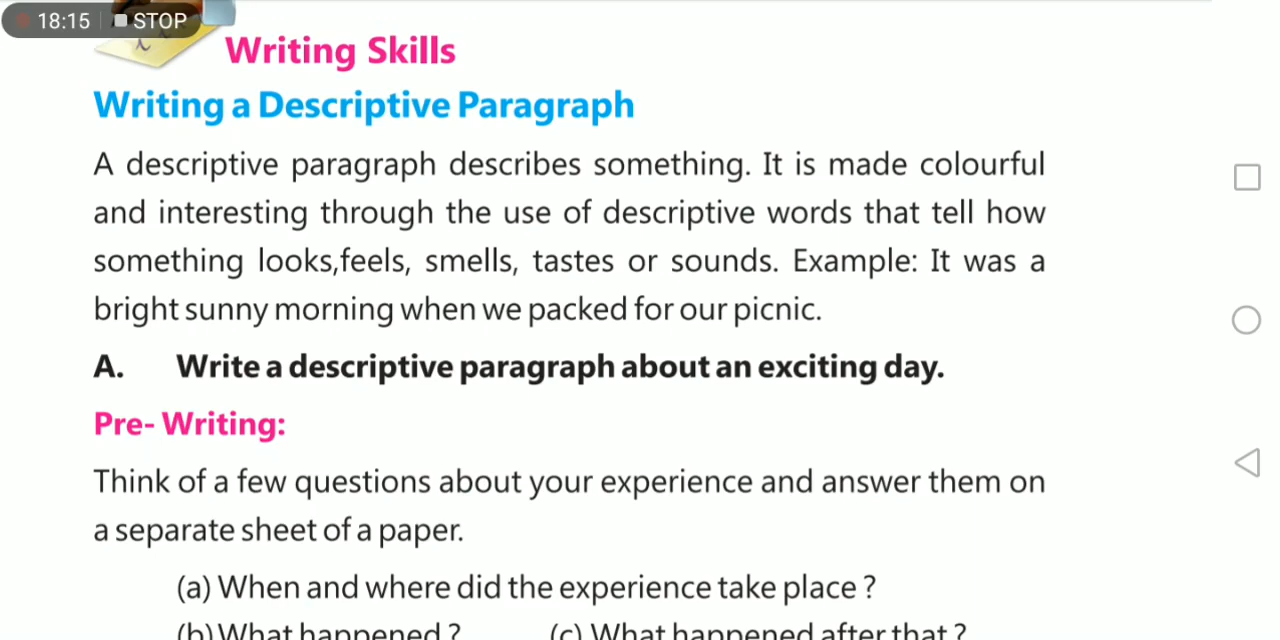 18:15 STOP
Writing Skills
Writing a Descriptive Paragraph
A descriptive paragraph describes something. It is made colourful
and interesting through the use of descriptive words that tell how
something looks,feels, smells, tastes or sounds. Example: It was a
bright sunny morning when we packed for our picnic.
A. Write a descriptive paragraph about an exciting day.
Pre- Writing:
Think of a few questions about your experience and answer them on
a separate sheet of a paper.
(a) When and where did the experience take place ?
(b) What happened ? (c) What happened after that ?